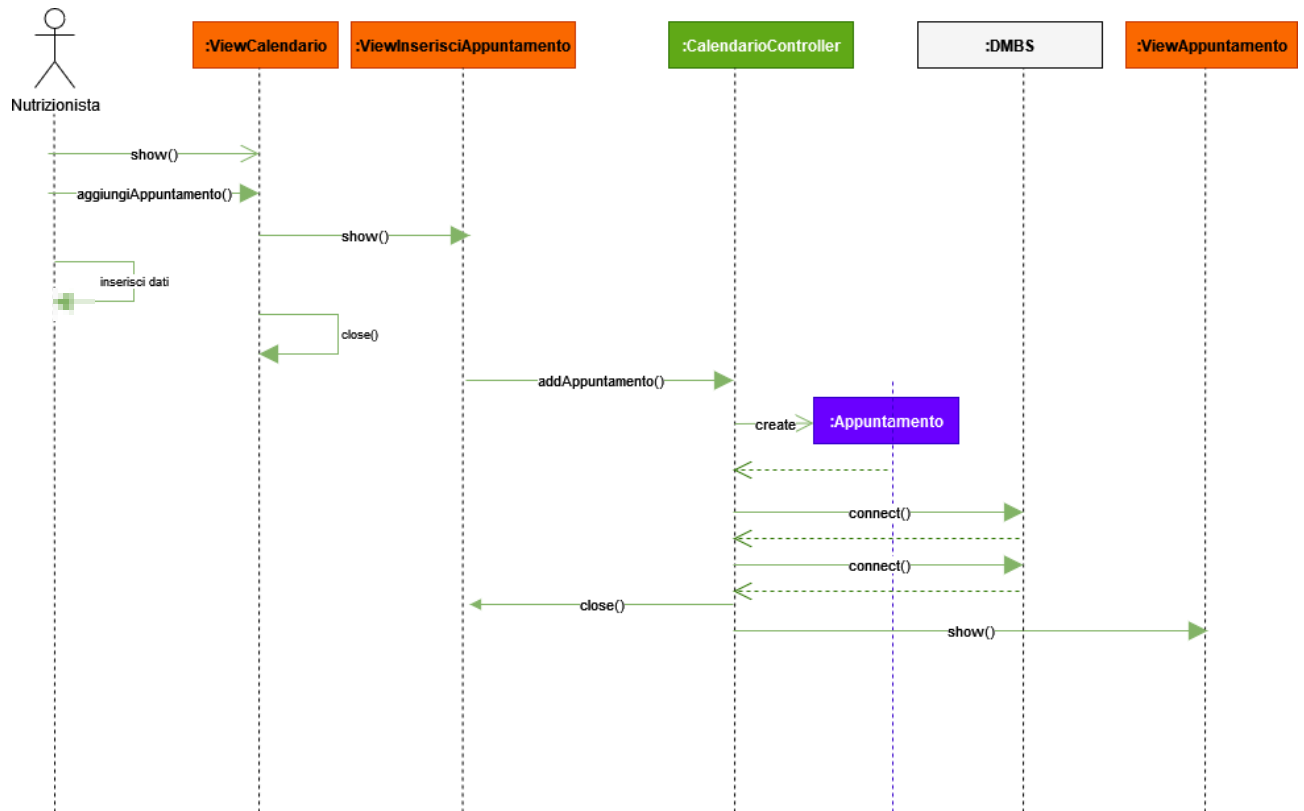 :ViewCalendario
:ViewInserisciAppuntamento
:CalendarioController
:DMBS
:ViewAppuntamento
Nutrizionista
show()
aggiungiAppuntamento()
show()
inserisci dati
close()
addAppuntamento()
create
:Appuntamento
connect()
connect()
close()
show()